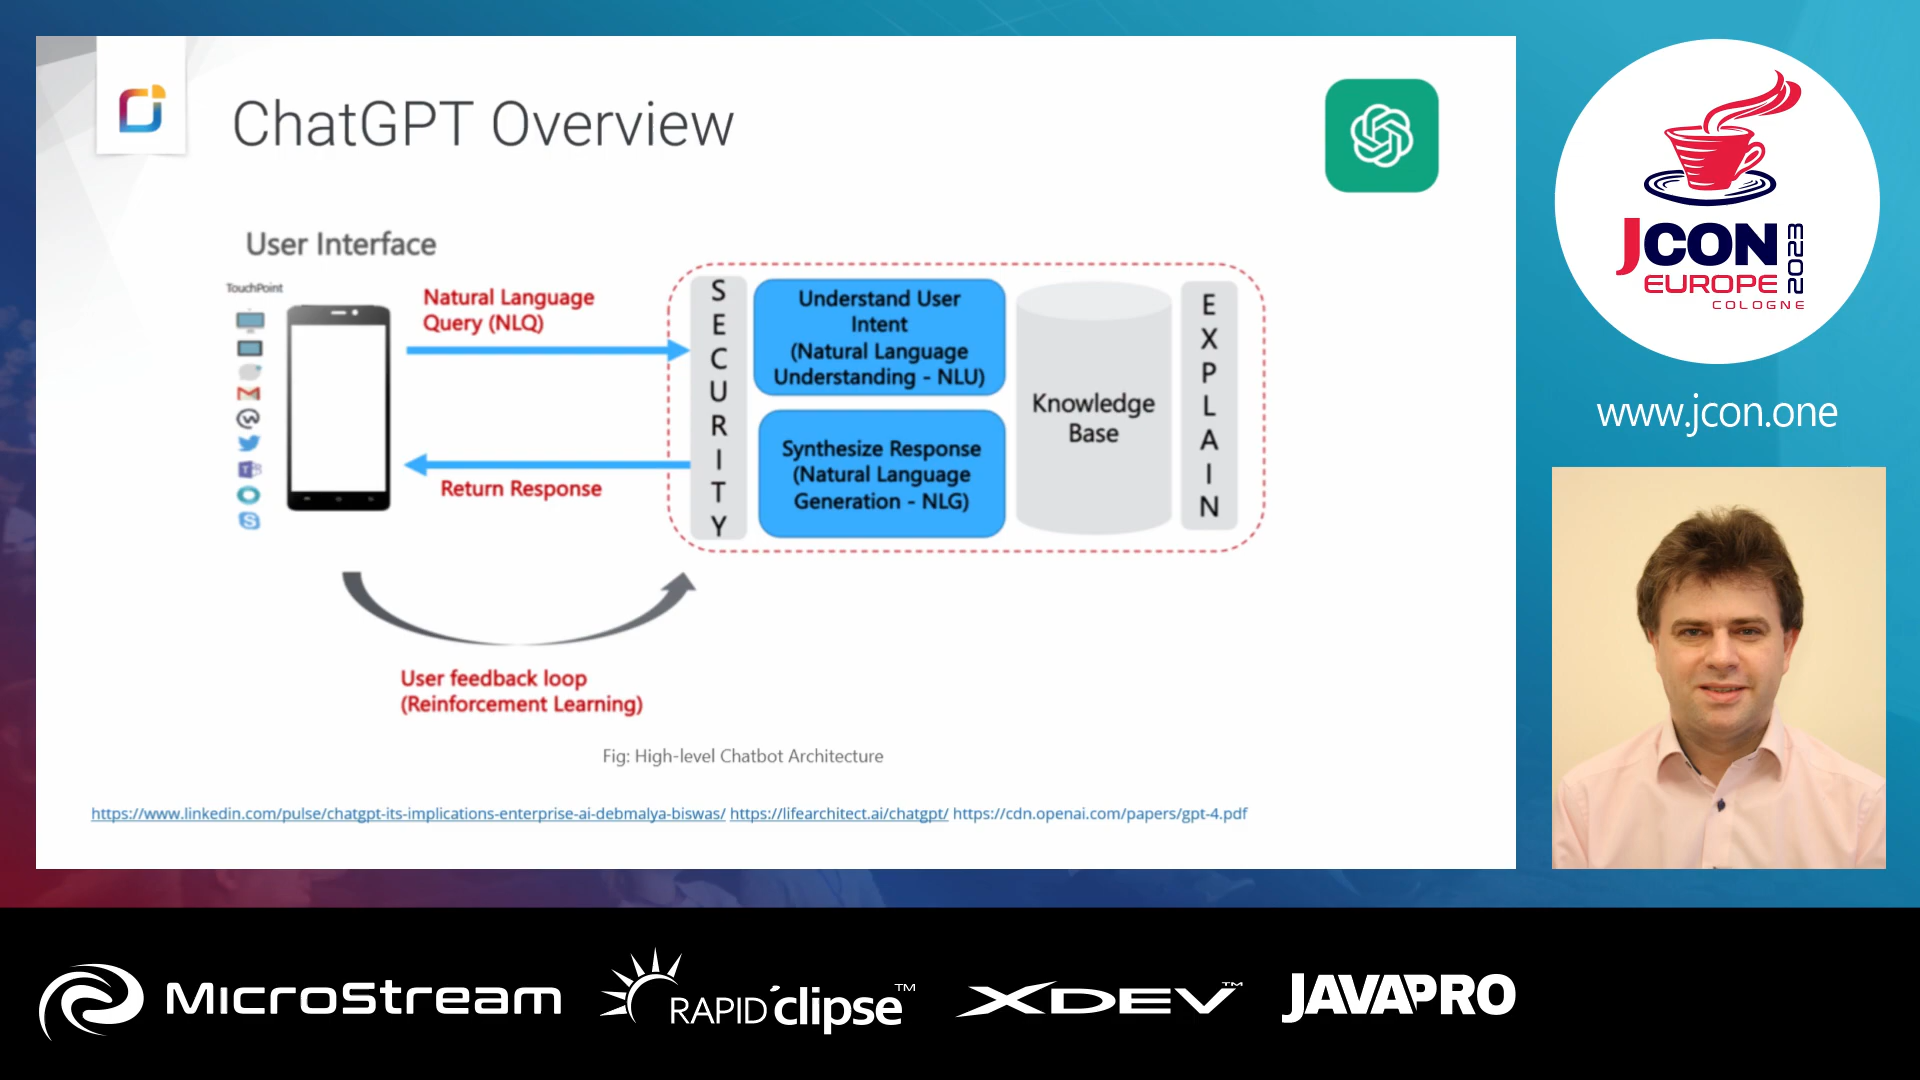 ChatGPT Overview
User Interface
TouchPoint
Natural Language
Query (NLQ)
Return Response
SECURITY
Understand User
Intent
(Natural Language
Understanding - NLU)
Synthesize Response
(Natural Language
Generation - NLG)
Knowledge
Base
EXPLAIN
User feedback loop
(Reinforcement Learning)
Fig: High-level Chatbot Architecture
https://www.linkedin.com/pulse/chatgpt-its-implications-enterprise-ai-debmalya-biswas/ https://lifearchitect.ai/chatgpt/ https://cdn.openai.com/papers/gpt-4.pdf
JCON 2023
EUROPE
COLOGNE
www.jcon.one
MicroStream
RAPID'clipse™
XDEV™
JAVAPRO